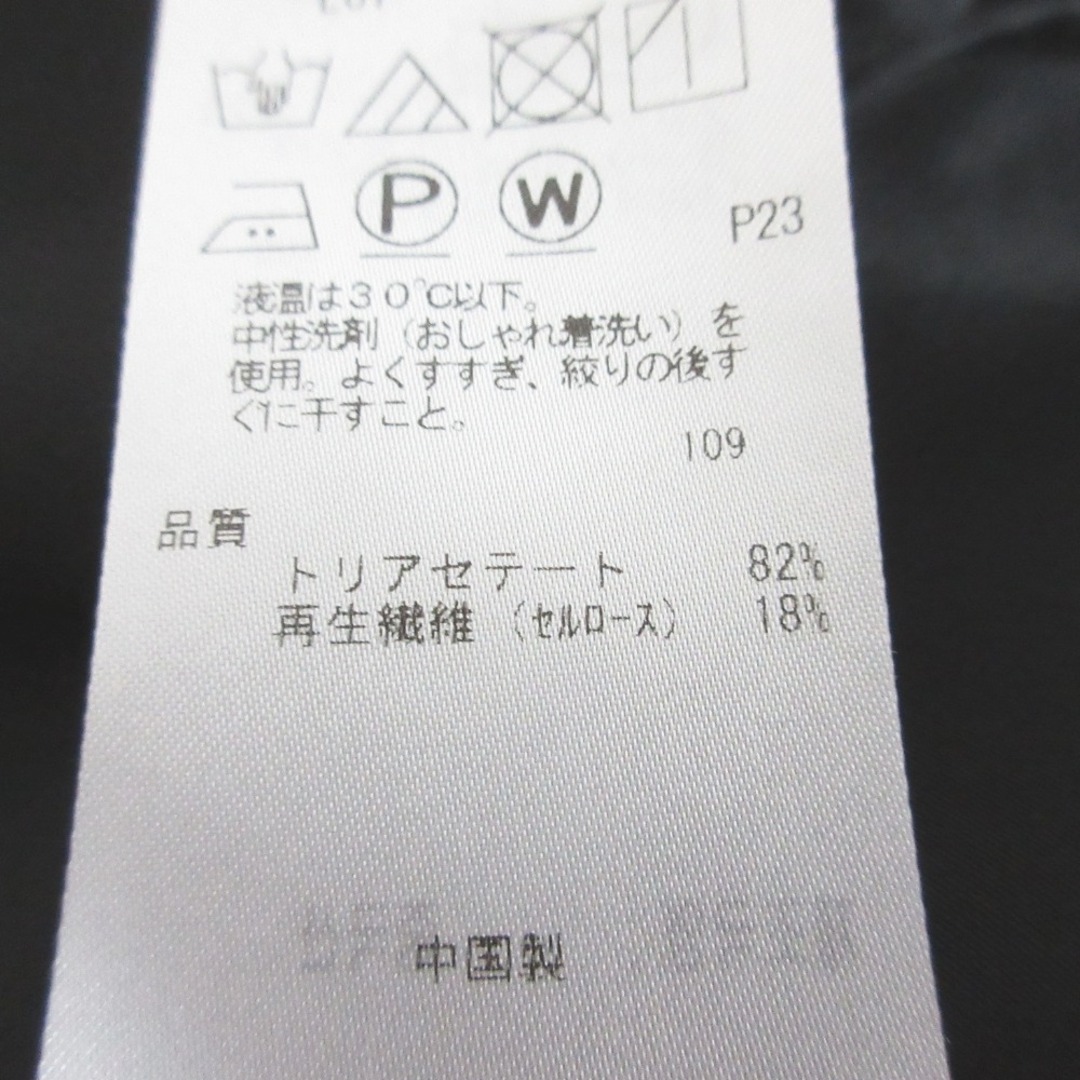 P W P23
液温は30℃以下。
中性洗剤（おしゃれ着洗い）を
使用。よくすすぎ、絞りの後す
ぐに干すこと。
109
品質
トリアセテート 82%
再生繊維（セルロース） 18%
中国製